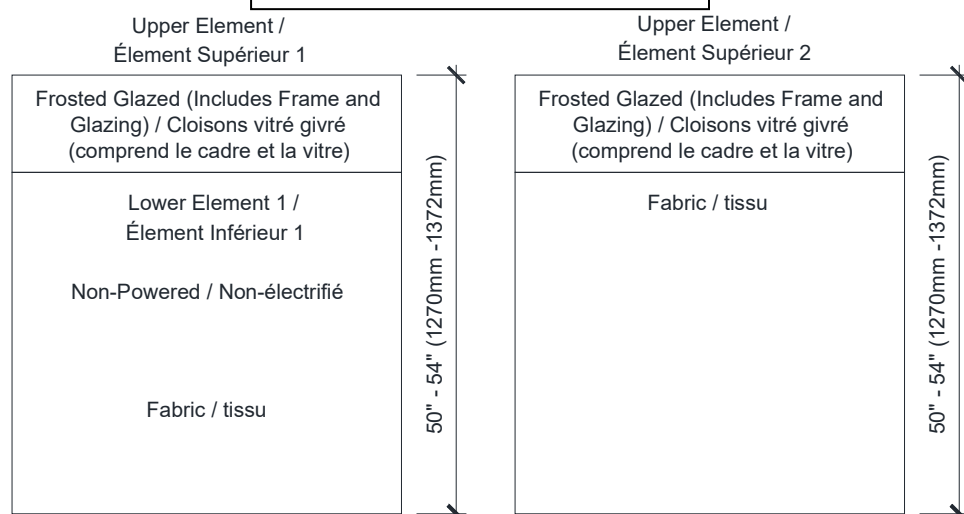 Upper Element /
Élement Supérieur 1
Frosted Glazed (Includes Frame and
Glazing) / Cloisons vitré givré
(comprend le cadre et la vitre)
Lower Element 1 /
Élement Inférieur 1
Non-Powered / Non-électrifié
Fabric / tissu
50" - 54" (1270mm -1372mm)
Upper Element /
Élement Supérieur 2
Frosted Glazed (Includes Frame and
Glazing) / Cloisons vitré givré
(comprend le cadre et la vitre)
Fabric / tissu
50" - 54" (1270mm -1372mm)